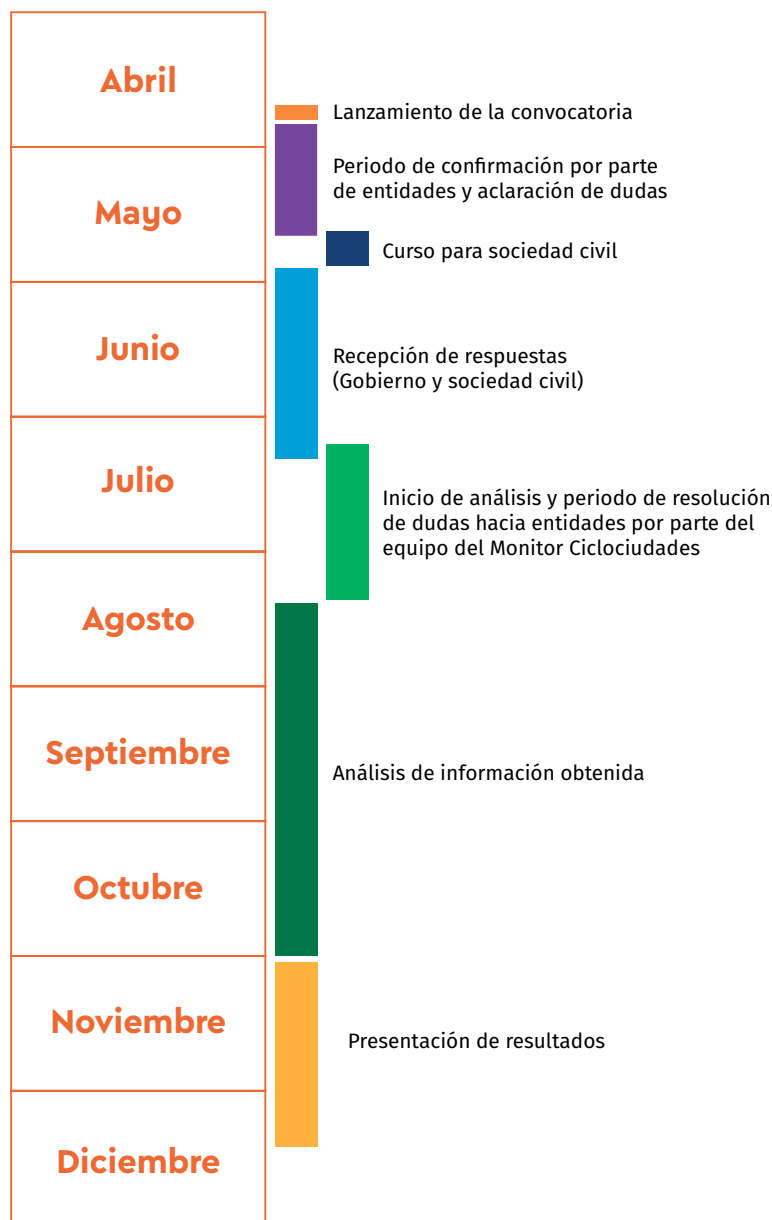 Abril
Lanzamiento de la convocatoria
Periodo de confirmación por parte
de entidades y aclaración de dudas
Mayo
Curso para sociedad civil
Junio
Recepción de respuestas
(Gobierno y sociedad civil)
Julio
Inicio de análisis y periodo de resolución
de dudas hacia entidades por parte del
equipo del Monitor Ciclociudades
Agosto
Septiembre
Análisis de información obtenida
Octubre
Noviembre
Presentación de resultados
Diciembre